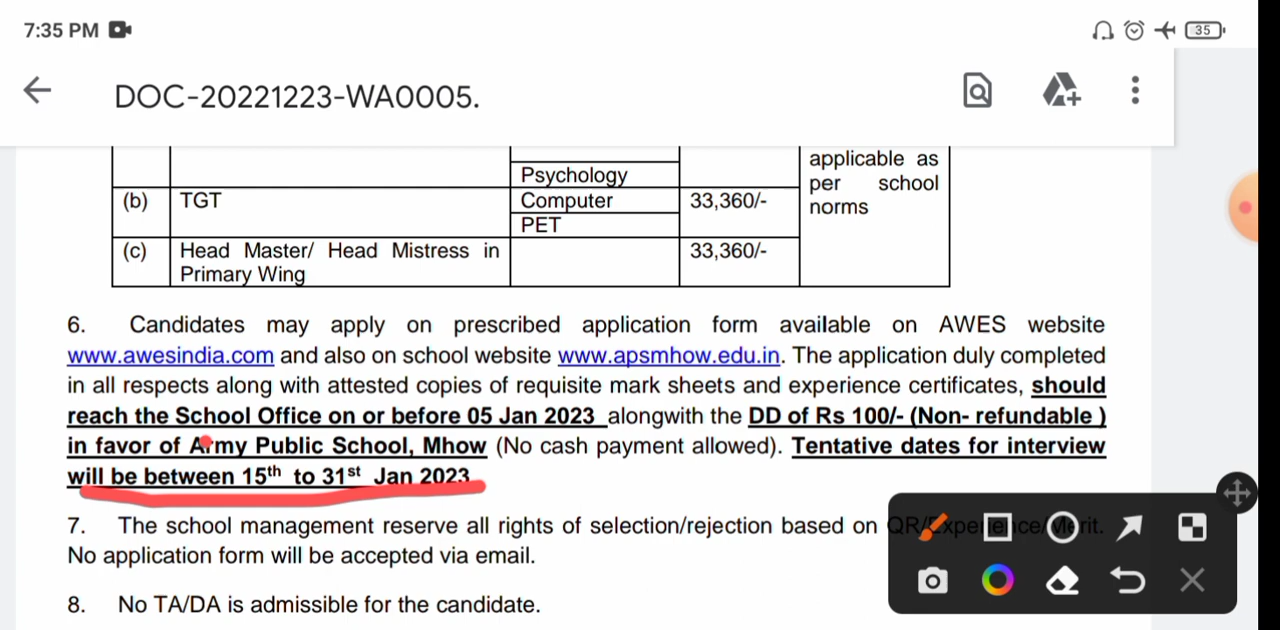 7:35 PM
35
DOC-20221223-WA0005.
applicable as
Psychology
per school
(b) TGT Computer 33,360/-
norms
PET
(c) Head Master/ Head Mistress in 33,360/-
Primary Wing
6. Candidates may apply on prescribed application form available on AWES website
www.awesindia.com and also on school website www.apsmhow.edu.in. The application duly completed
in all respects along with attested copies of requisite mark sheets and experience certificates, should
reach the School Office on or before 05 Jan 2023 alongwith the DD of Rs 100/- (Non- refundable )
in favor of Army Public School, Mhow (No cash payment allowed). Tentative dates for interview
will be between 15th to 31st Jan 2023
7. The school management reserve all rights of selection/rejection based on QR/Experience/Merit.
No application form will be accepted via email.
8. No TA/DA is admissible for the candidate.